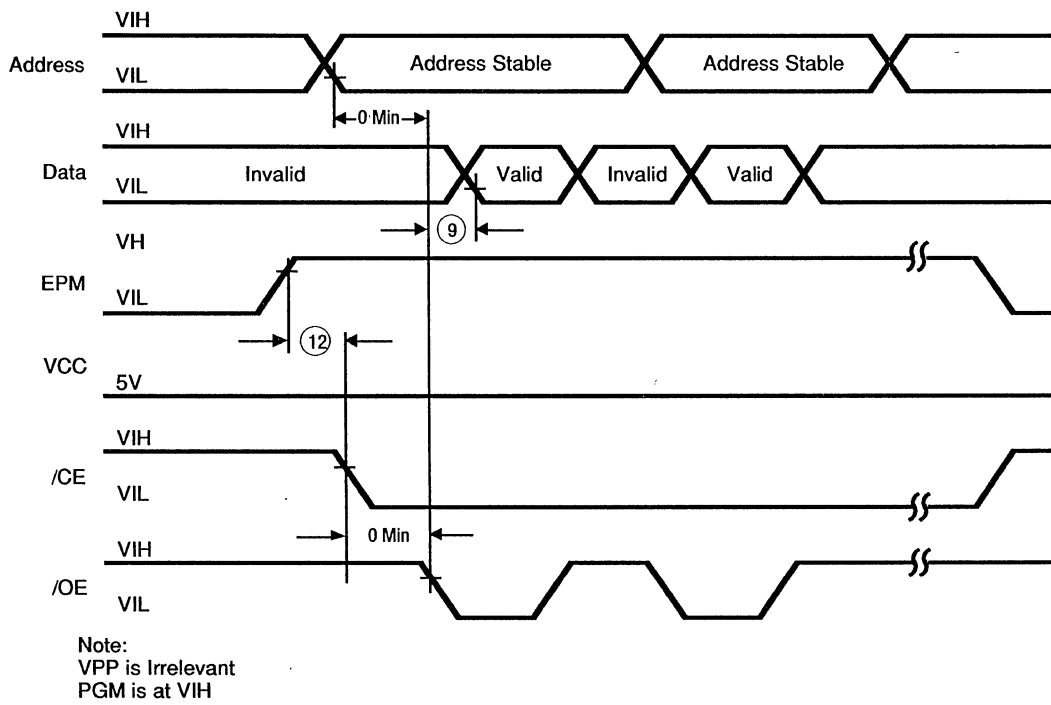 VIH
Address
VIL
Address Stable
Address Stable
0 Min
VIH
Data
VIL
Invalid
Valid
Invalid
Valid
9
VH
EPM
VIL
12
VCC
5V
VIH
/CE
VIL
0 Min
VIH
/OE
VIL
Note:
VPP is Irrelevant
PGM is at VIH